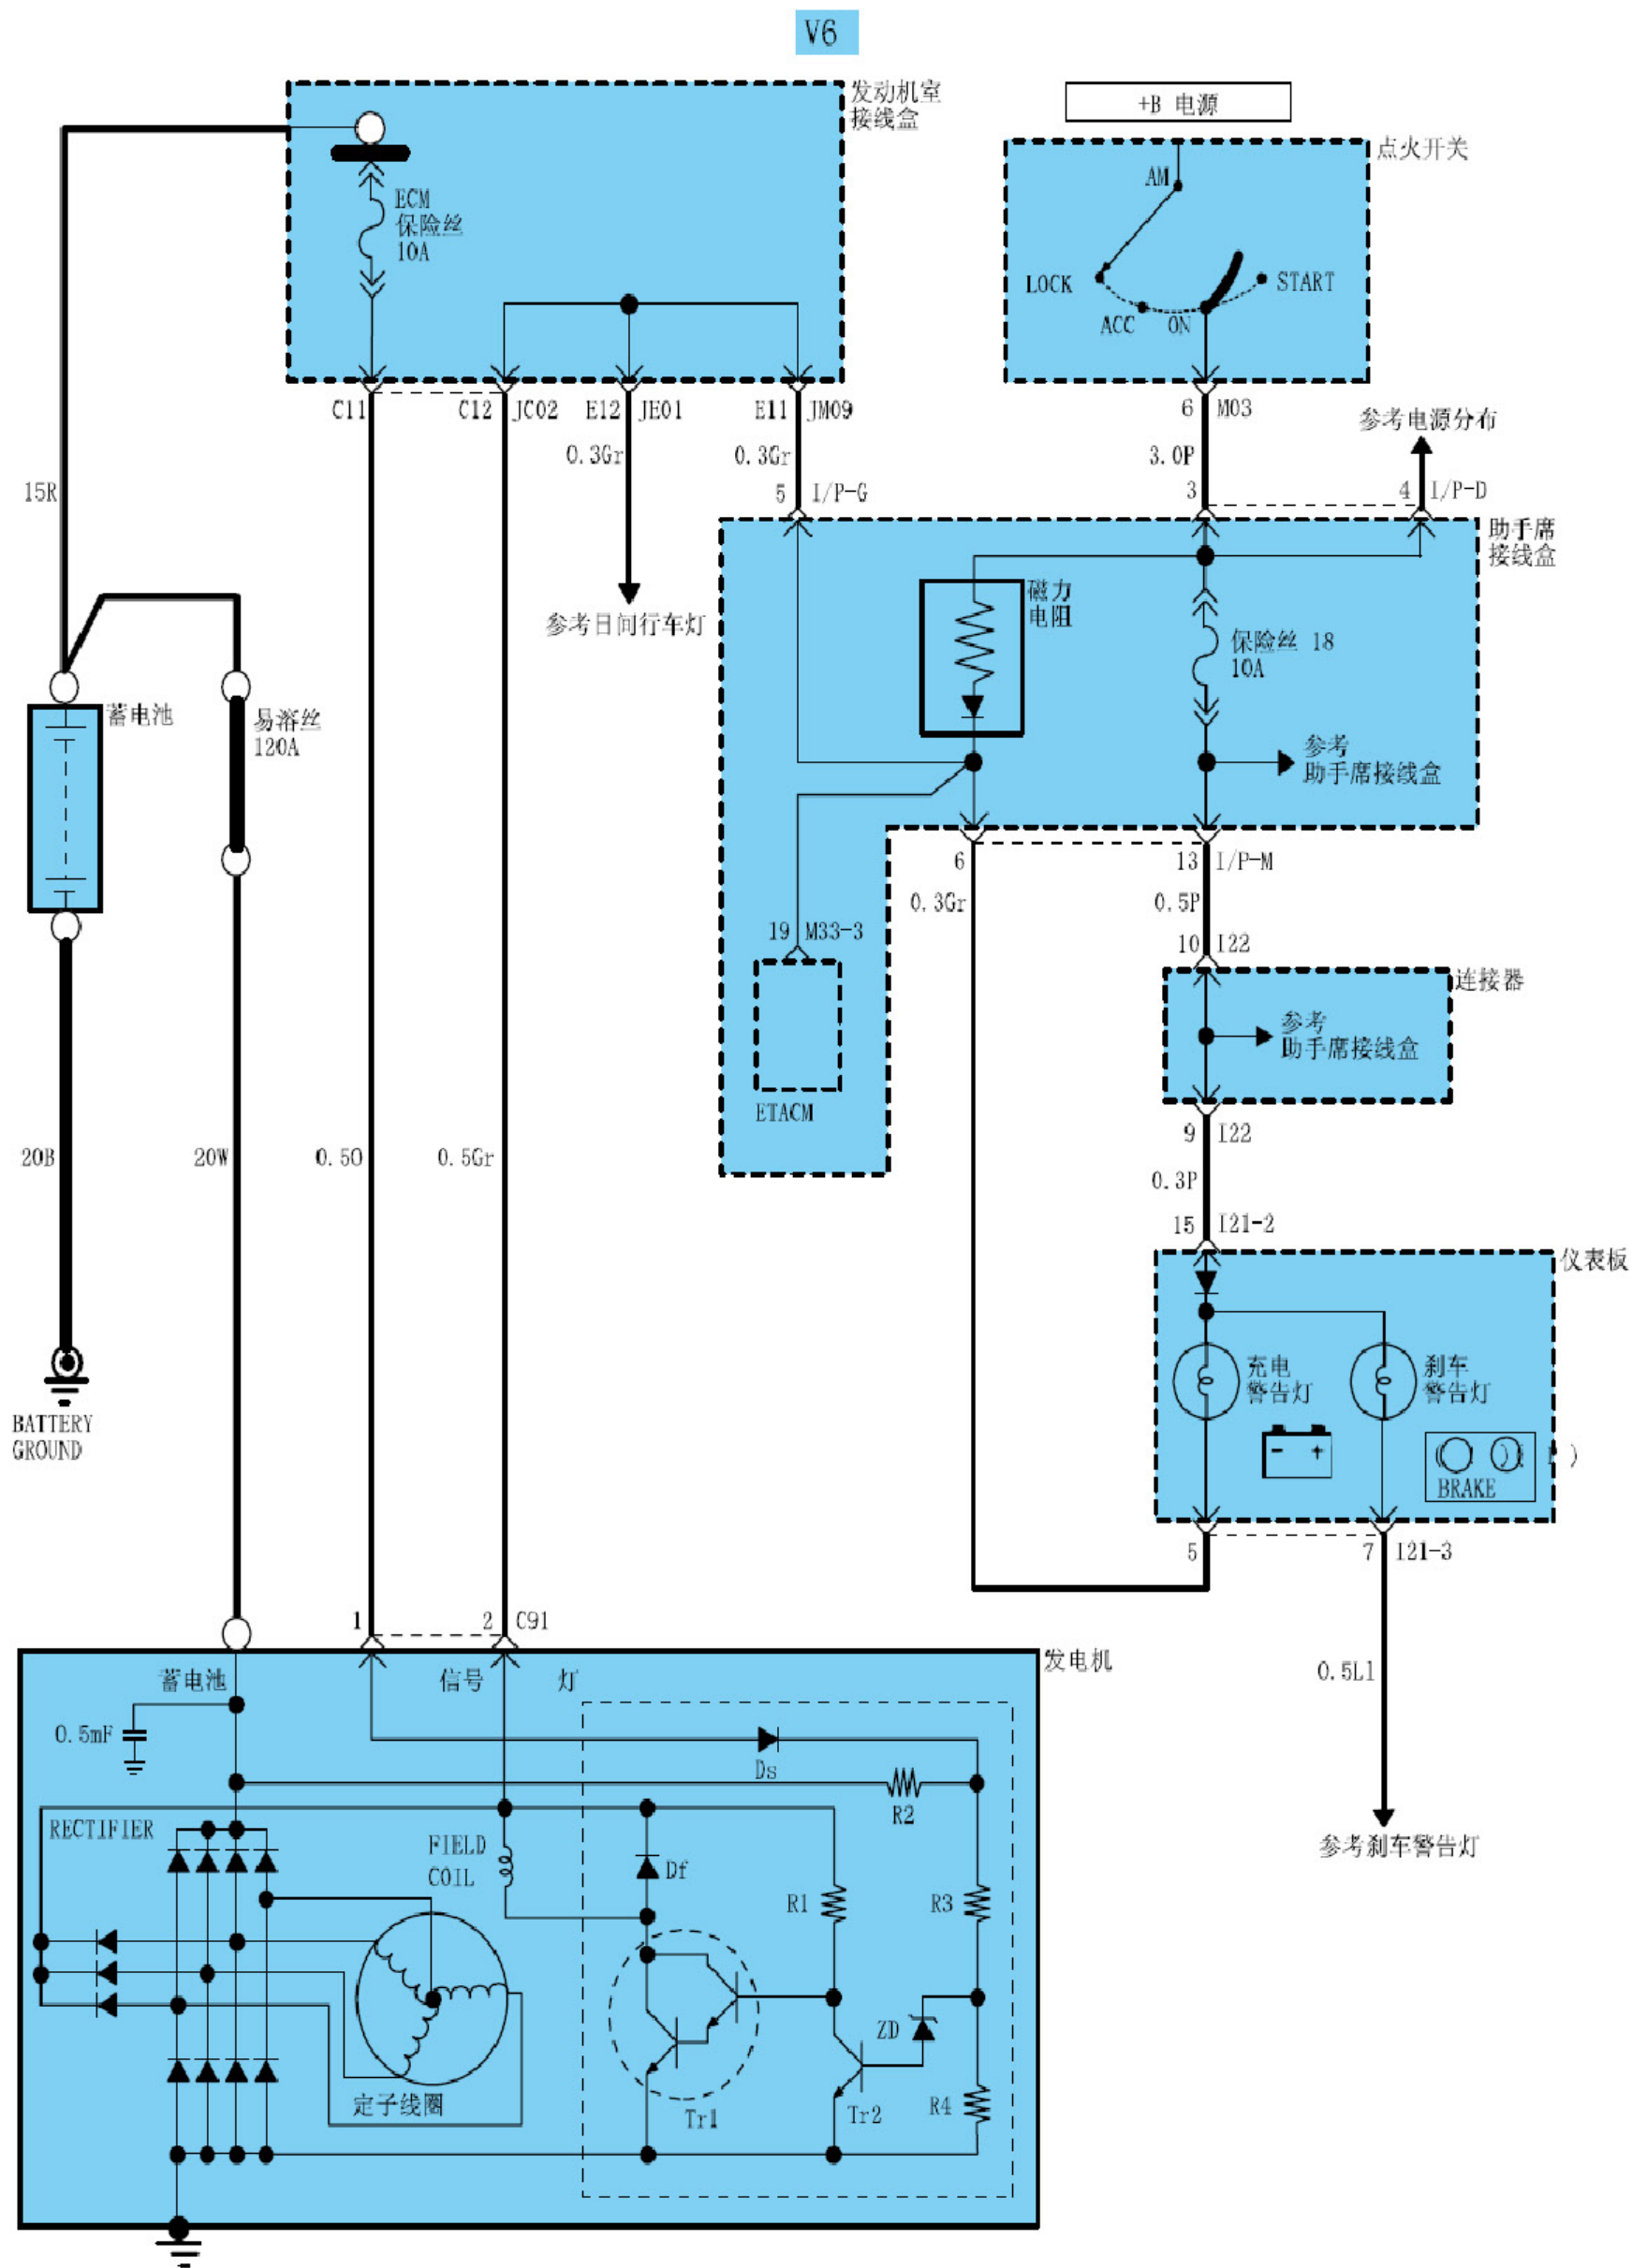 V6
发动机室
接线盒
+B 电源
点火开关
AM
ECM
保险丝
10A
LOCK
START
ACC
ON
C11
C12
JC02
E12
JE01
E11
JM09
6
M03
参考电源分布
0.3Gr
0.3Gr
3.0P
15R
5
I/P-G
3
4
I/P-D
助手席
接线盒
磁力
电阻
参考日间行车灯
保险丝 18
10A
蓄电池
易溶丝
120A
参考
助手席接线盒
6
13
I/P-M
0.3Gr
0.5P
19
M33-3
10
I22
连接器
参考
助手席接线盒
ETACM
9
I22
20B
20W
0.5O
0.5Gr
0.3P
15
I21-2
仪表板
充电
警告灯
刹车
警告灯
BATTERY
GROUND
- +
BRAKE
5
7
I21-3
1
2
C91
发电机
蓄电池
信号
灯
0.5Ll
0.5mF
Ds
R2
RECTIFIER
FIELD
COIL
Df
参考刹车警告灯
R1
R3
ZD
定子线圈
Tr1
Tr2
R4